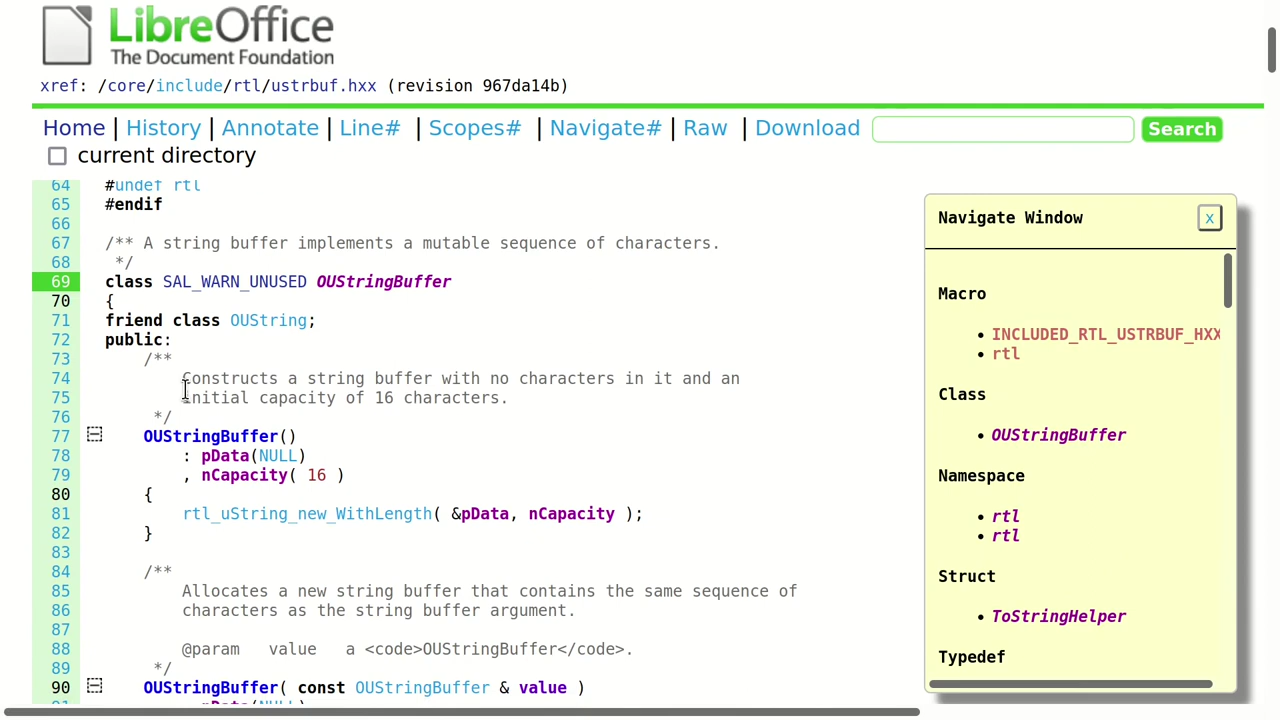 LibreOffice
The Document Foundation
xref: /core/include/rtl/ustrbuf.hxx (revision 967da14b)
Home | History | Annotate | Line# | Scopes# | Navigate# | Raw | Download Search
current directory
64 #undef rtl
65 #endif
66
67 /** A string buffer implements a mutable sequence of characters.
68  */
69 class SAL_WARN_UNUSED OUStringBuffer
70 {
71 friend class OUString;
72 public:
73     /**
74         Constructs a string buffer with no characters in it and an
75         initial capacity of 16 characters.
76      */
77     OUStringBuffer()
78         : pData(NULL)
79         , nCapacity( 16 )
80     {
81         rtl_uString_new_WithLength( &pData, nCapacity );
82     }
83
84     /**
85         Allocates a new string buffer that contains the same sequence of
86         characters as the string buffer argument.
87
88         @param   value   a <code>OUStringBuffer</code>.
89      */
90     OUStringBuffer( const OUStringBuffer & value )
91         : pData(NULL)
Navigate Window x
Macro
• INCLUDED_RTL_USTRBUF_HXX
• rtl
Class
• OUStringBuffer
Namespace
• rtl
• rtl
Struct
• ToStringHelper
Typedef